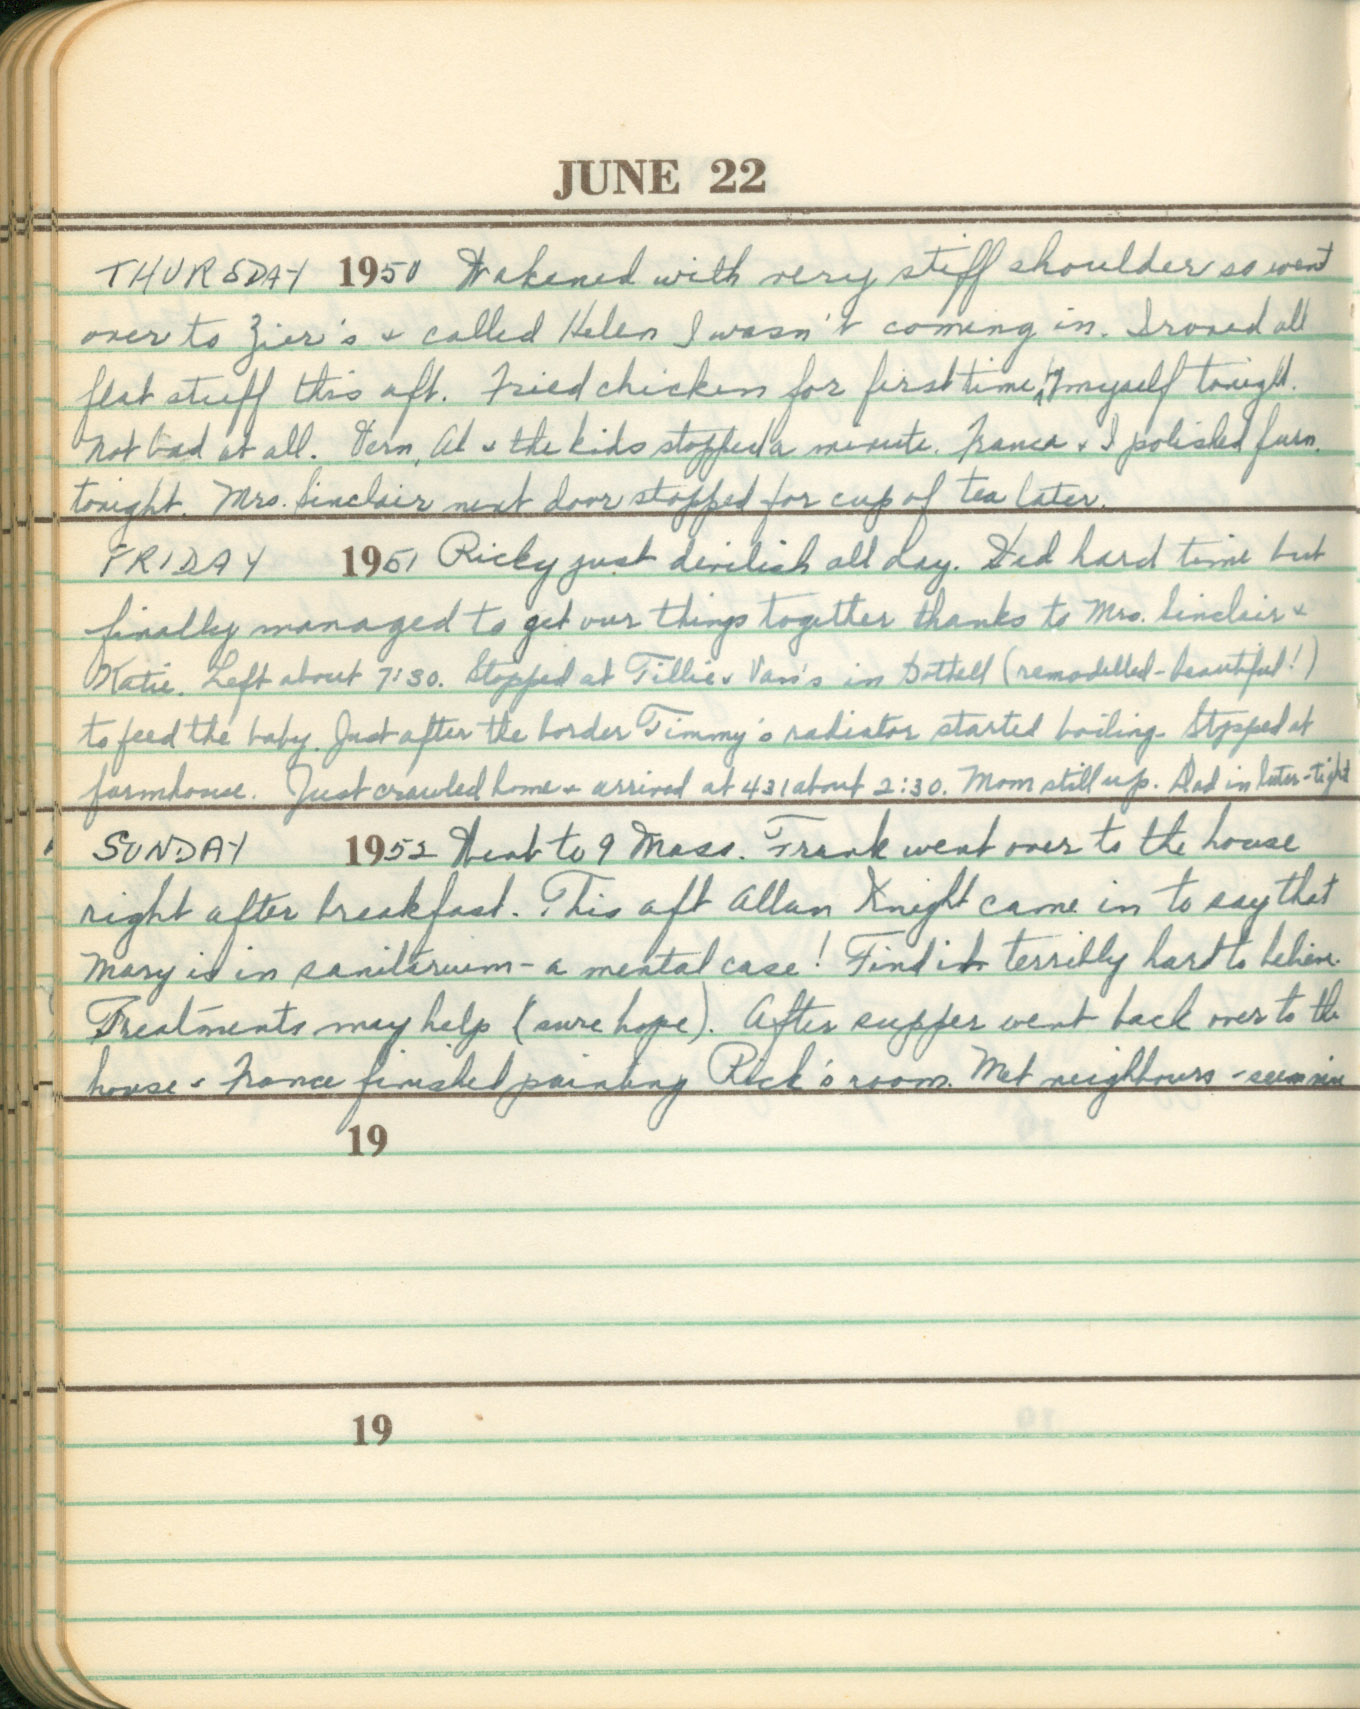 JUNE 22
THURSDAY 1950 Wakened with very stiff shoulder so went
over to Zier's & called Helen I wasn't coming in. Ironed all
flat stuff this aft. Fried chicken for first time by myself tonight.
Not bad at all. Vern, Al & the kids stopped a minute. France & I polished furn.
tonight. Mrs. Sinclair next door stopped for cup of tea later.
FRIDAY 1951 Ricky just devilish all day. Had hard time but
finally managed to get our things together thanks to Mrs. Sinclair &
Katie. Left about 7:30. Stopped at Tillie & Van's in Bothell (remodelled - beautiful!)
to feed the baby. Just after the border Timmy's radiator started boiling. Stopped at
farmhouse. Just crawled home & arrived at 431 about 2:30. Mom still up. Dad in later - tight
SUNDAY 1952 Went to 9 Mass. Frank went over to the house
right after breakfast. This aft Allan Knight came in to say that
Mary is in sanitarium - a mental case! Find it terribly hard to believe.
Treatments may help (sure hope). After supper went back over to the
house & France finished painting Rick's room. Met neighbours - seem nice
19
19